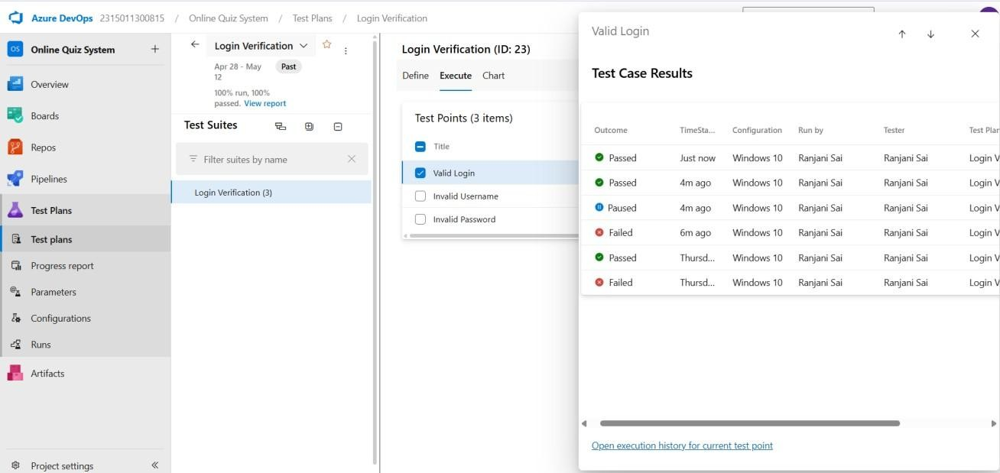 Azure DevOps 2315011300815 / Online Quiz System / Test Plans / Login Verification
OS Online Quiz System
Overview
Boards
Repos
Pipelines
Test Plans
Test plans
Progress report
Parameters
Configurations
Runs
Artifacts
Project settings
Login Verification
Apr 28 - May
12
Past
100% run, 100%
passed. View report
Test Suites
Filter suites by name
Login Verification (3)
Login Verification (ID: 23)
Define Execute Chart
Test Points (3 items)
Title
Valid Login
Invalid Username
Invalid Password
Valid Login
Test Case Results
Outcome TimeSta... Configuration Run by Tester Test Plan
Passed Just now Windows 10 Ranjani Sai Ranjani Sai Login V
Passed 4m ago Windows 10 Ranjani Sai Ranjani Sai Login V
Paused 4m ago Windows 10 Ranjani Sai Ranjani Sai Login V
Failed 6m ago Windows 10 Ranjani Sai Ranjani Sai Login V
Passed Thursd... Windows 10 Ranjani Sai Ranjani Sai Login V
Failed Thursd... Windows 10 Ranjani Sai Ranjani Sai Login V
Open execution history for current test point